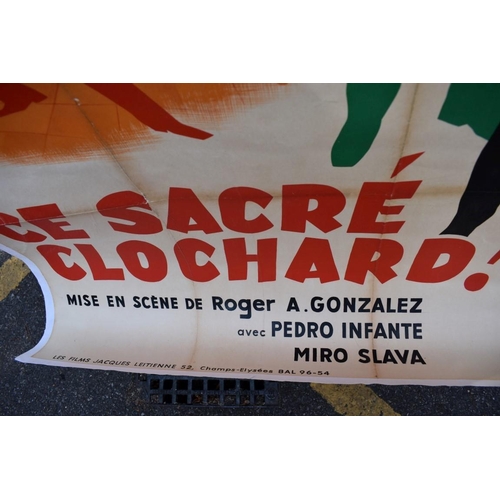 CE SACRÉ
CLOCHARD!
MISE EN SCÈNE DE Roger A. GONZALEZ
avec PEDRO INFANTE
MIRO SLAVA
LES FILMS JACQUES LEITIENNE 52, Champs-Elysées BAL 96-54